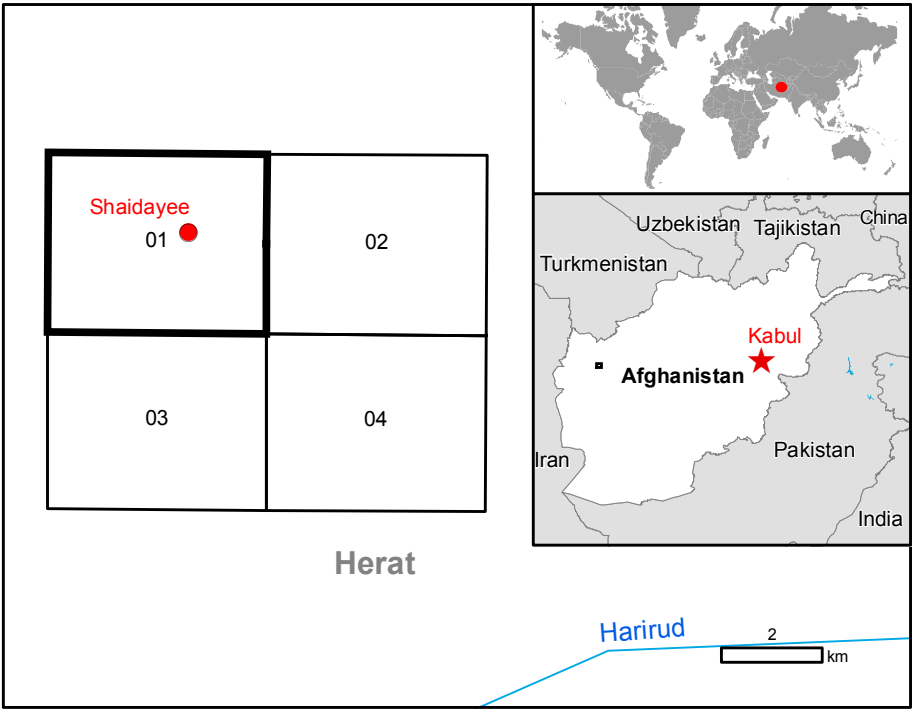 Shaidayee
01
02
03
04
Herat
Harirud
2
km
Uzbekistan
Tajikistan
China
Turkmenistan
Kabul
Afghanistan
Iran
Pakistan
India